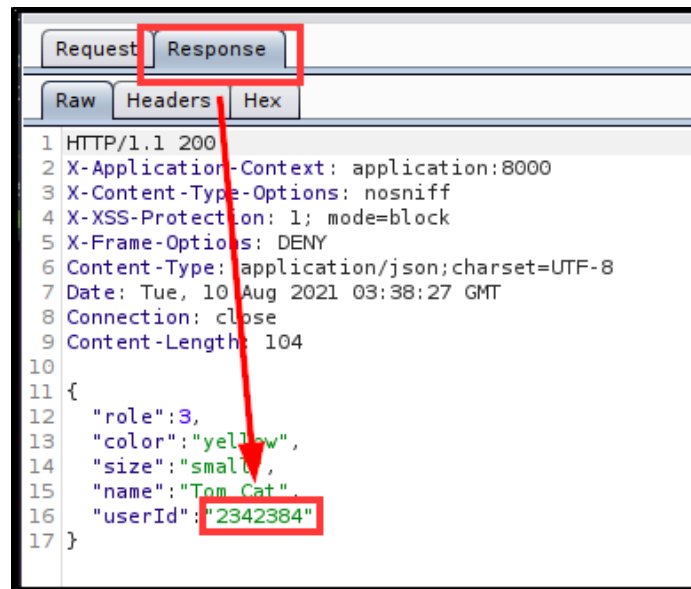 Request Response
Raw Headers Hex
1 HTTP/1.1 200
2 X-Application-Context: application:8000
3 X-Content-Type-Options: nosniff
4 X-XSS-Protection: 1; mode=block
5 X-Frame-Options: DENY
6 Content-Type: application/json;charset=UTF-8
7 Date: Tue, 10 Aug 2021 03:38:27 GMT
8 Connection: close
9 Content-Length: 104
10
11 {
12 "role":3,
13 "color":"yellow",
14 "size":"small",
15 "name":"Tom Cat",
16 "userId":"2342384"
17 }